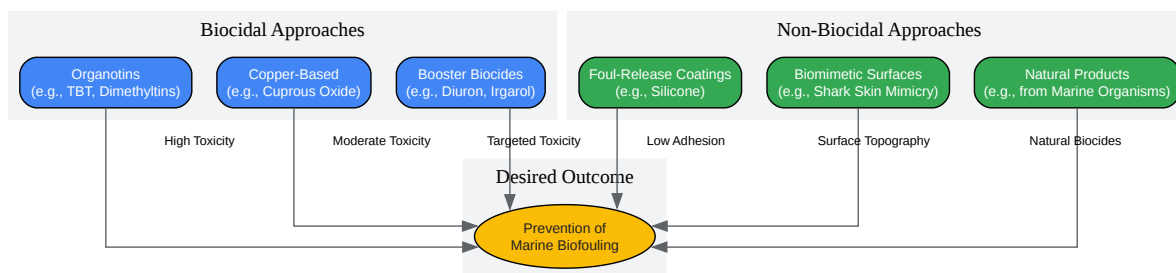 Biocidal Approaches
Non-Biocidal Approaches
Organotins
(e.g., TBT, Dimethyltins)
Copper-Based
(e.g., Cuprous Oxide)
Booster Biocides
(e.g., Diuron, Irgarol)
Foul-Release Coatings
(e.g., Silicone)
Biomimetic Surfaces
(e.g., Shark Skin Mimicry)
Natural Products
(e.g., from Marine Organisms)
High Toxicity
Moderate Toxicity
Targeted Toxicity
Low Adhesion
Surface Topography
Natural Biocides
Desired Outcome
Prevention of
Marine Biofouling